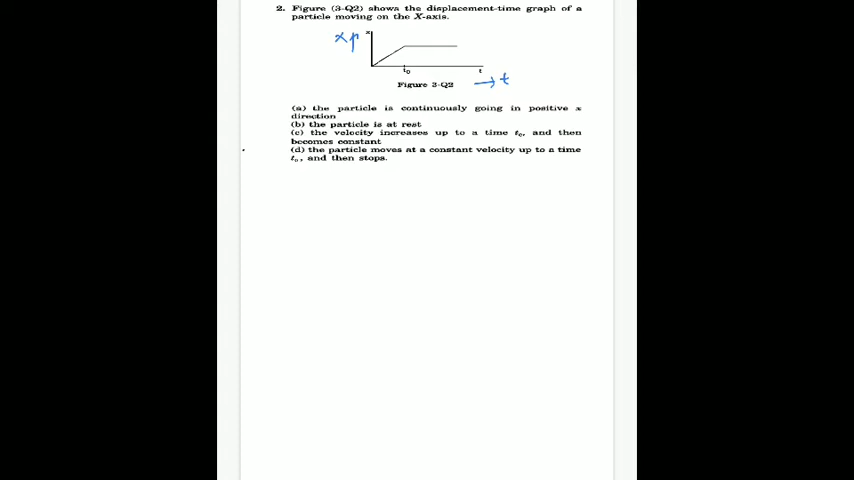 2. Figure (3-Q2) shows the displacement-time graph of a
particle moving on the X-axis.
x
x
t₀
t
Figure 3-Q2
→ t
(a) the particle is continuously going in positive x
direction
(b) the particle is at rest
(c) the velocity increases up to a time t₀, and then
becomes constant
(d) the particle moves at a constant velocity up to a time
t₀, and then stops.